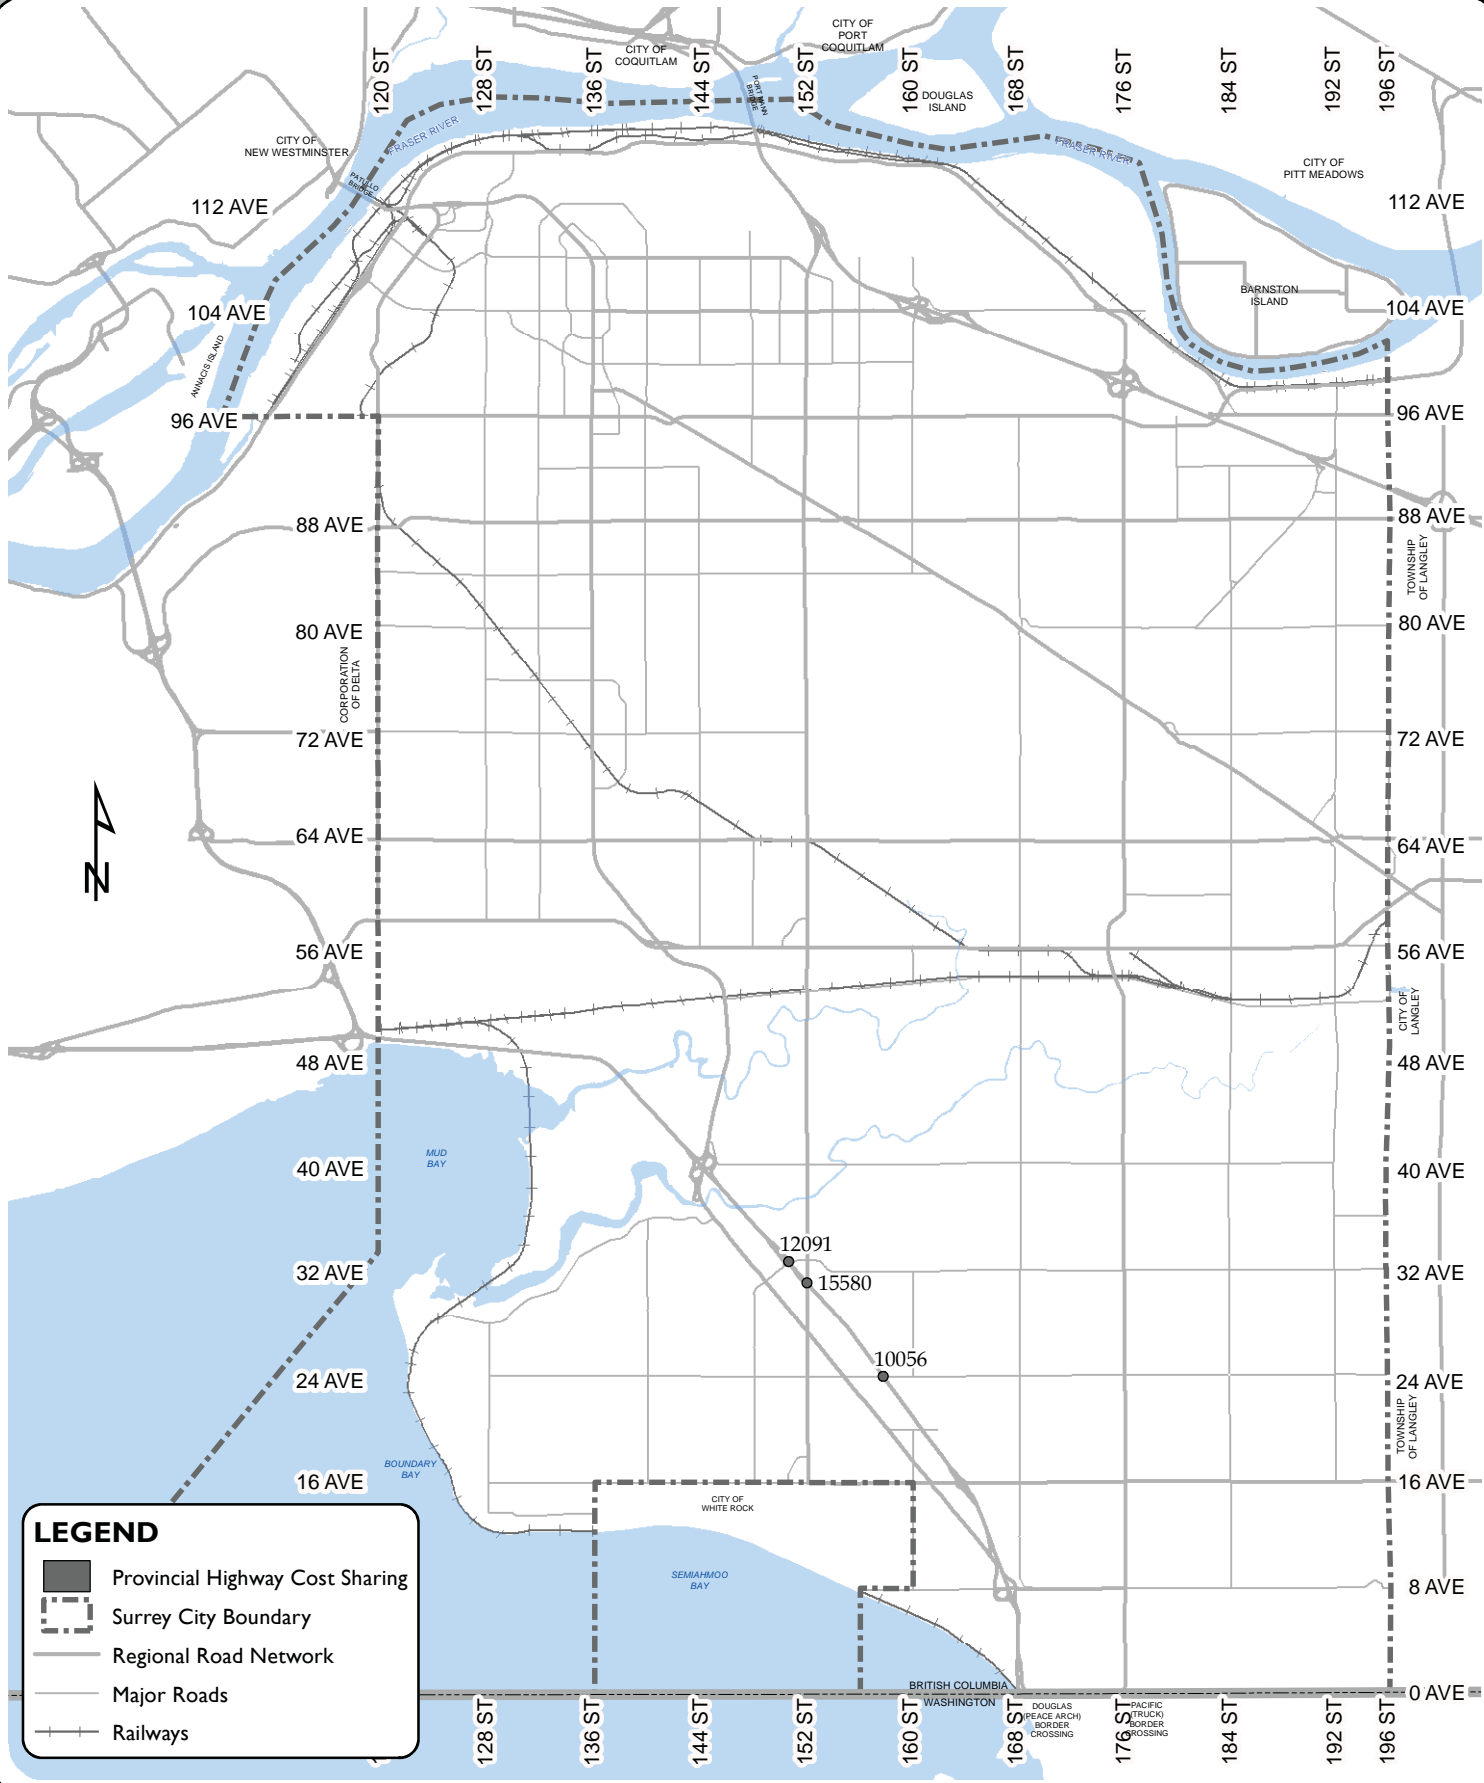 120 ST
128 ST
136 ST
144 ST
152 ST
160 ST
168 ST
176 ST
184 ST
192 ST
196 ST
CITY OF
COQUITLAM
CITY OF
PORT
COQUITLAM
PORT MANN
BRIDGE
DOUGLAS
ISLAND
CITY OF
NEW WESTMINSTER
FRASER RIVER
FRASER RIVER
CITY OF
PITT MEADOWS
PATULLO
BRIDGE
112 AVE
112 AVE
BARNSTON
ISLAND
104 AVE
104 AVE
ANNACIS ISLAND
96 AVE
96 AVE
88 AVE
88 AVE
TOWNSHIP
OF LANGLEY
80 AVE
80 AVE
CORPORATION
OF DELTA
72 AVE
72 AVE
64 AVE
64 AVE
N
56 AVE
56 AVE
CITY OF
LANGLEY
48 AVE
48 AVE
MUD
BAY
40 AVE
40 AVE
12091
32 AVE
15580
32 AVE
10056
24 AVE
24 AVE
TOWNSHIP
OF LANGLEY
BOUNDARY
BAY
16 AVE
16 AVE
CITY OF
WHITE ROCK
SEMIAHMOO
BAY
8 AVE
LEGEND
Provincial Highway Cost Sharing
Surrey City Boundary
Regional Road Network
Major Roads
Railways
BRITISH COLUMBIA
WASHINGTON
0 AVE
DOUGLAS
(PEACE ARCH)
BORDER
CROSSING
PACIFIC
(TRUCK)
BORDER
CROSSING
128 ST
136 ST
144 ST
152 ST
160 ST
168 ST
176 ST
184 ST
192 ST
196 ST